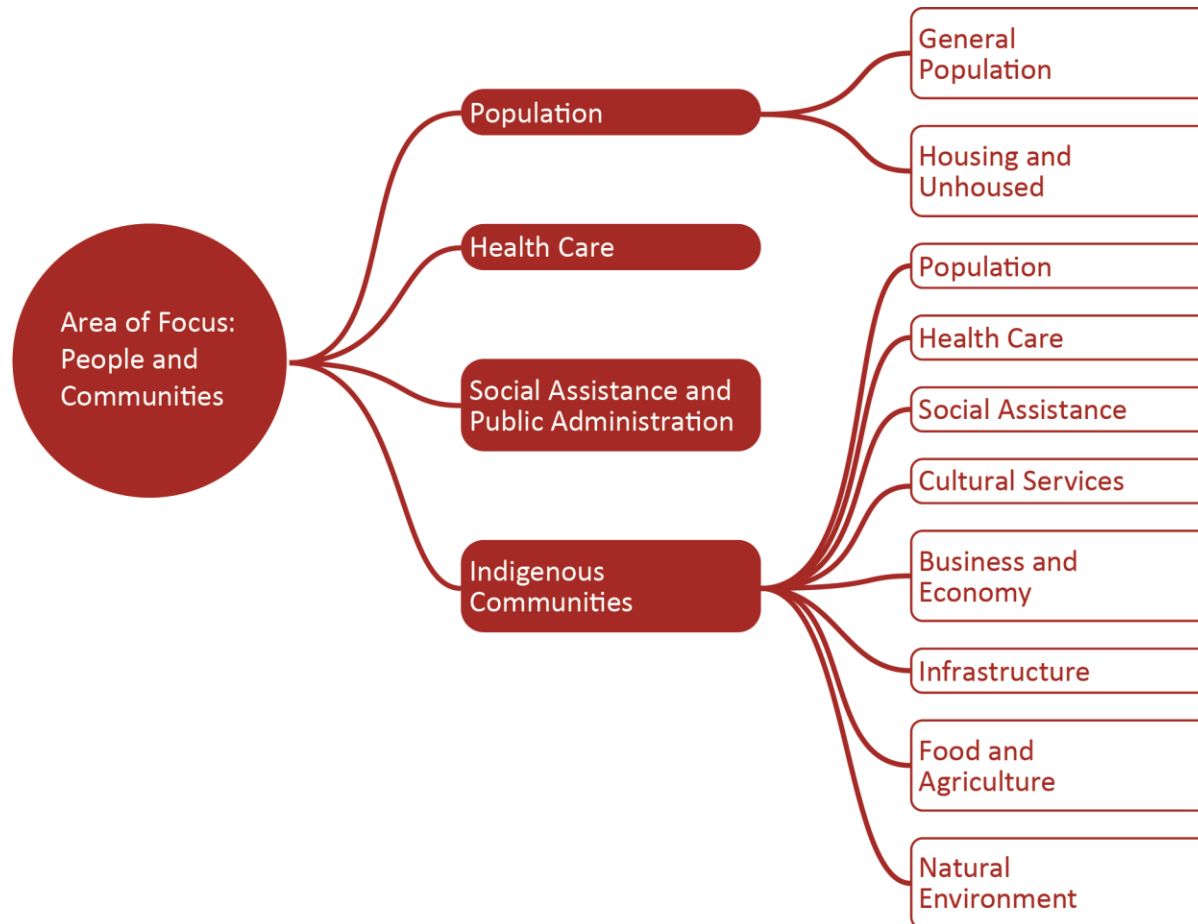 Area of Focus:
People and
Communities
Population
Health Care
Social Assistance and
Public Administration
Indigenous
Communities
General
Population
Housing and
Unhoused
Population
Health Care
Social Assistance
Cultural Services
Business and
Economy
Infrastructure
Food and
Agriculture
Natural
Environment